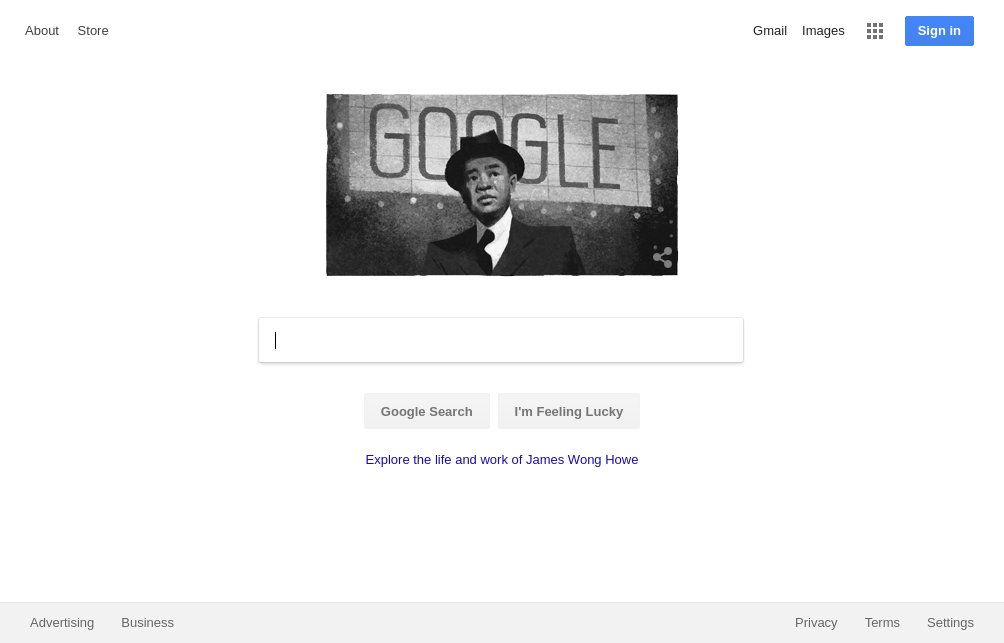 About Store Gmail Images Sign in
GOOGLE
Google Search I'm Feeling Lucky
Explore the life and work of James Wong Howe
Advertising Business Privacy Terms Settings